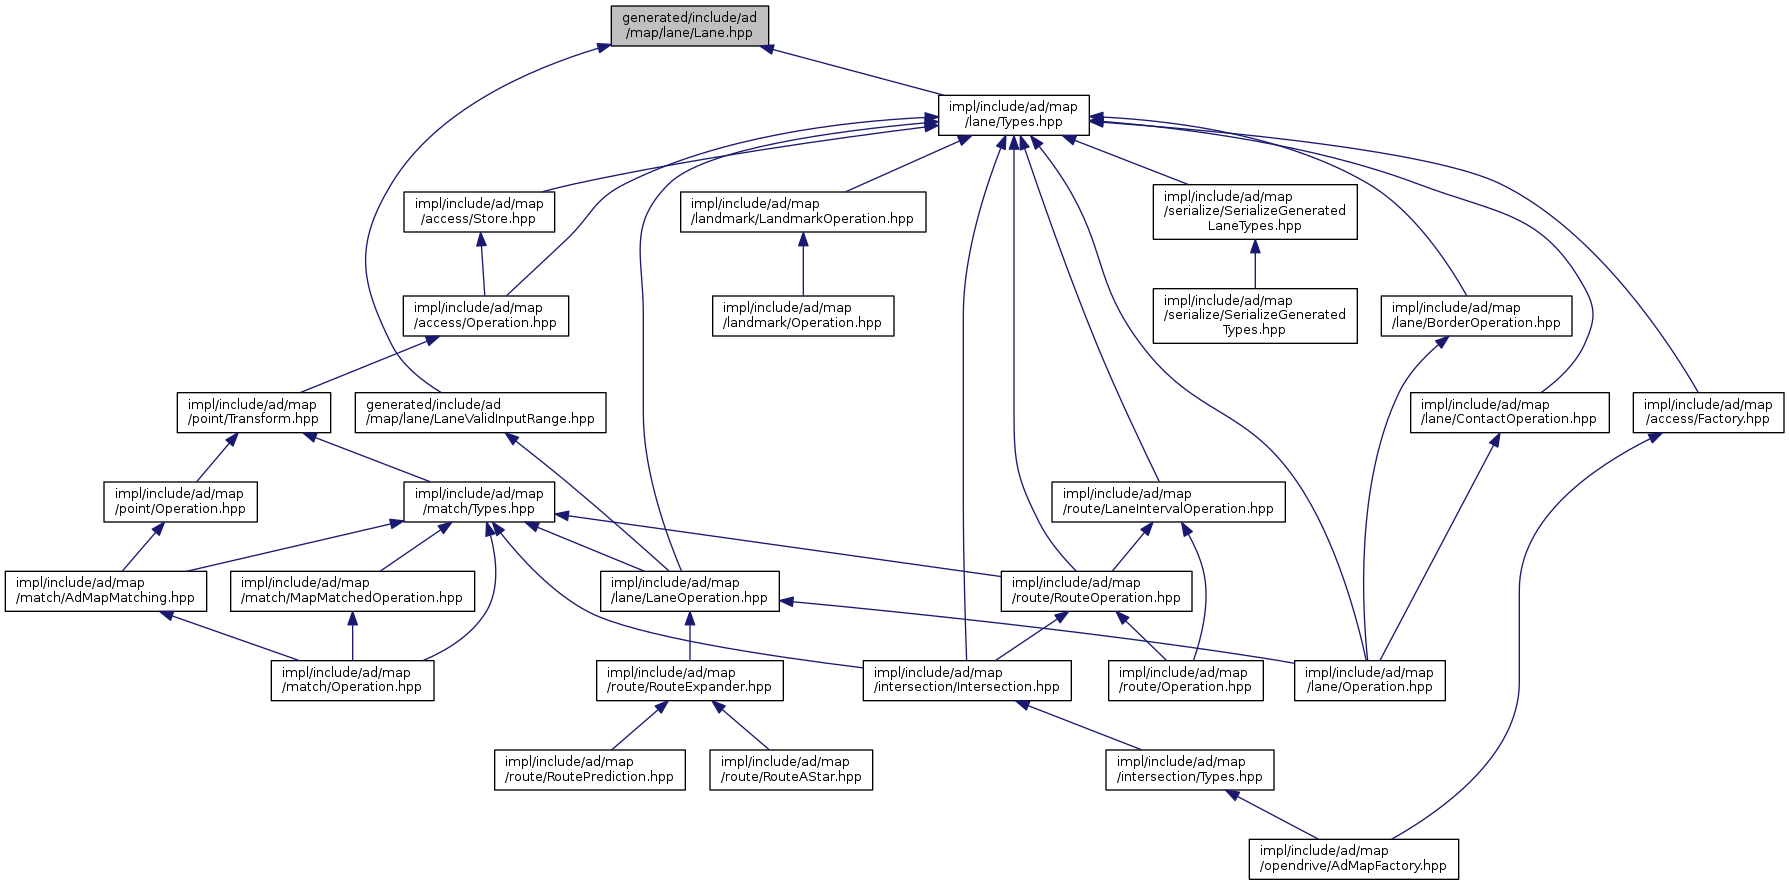 generated/include/ad
/map/lane/Lane.hpp
impl/include/ad/map
/lane/Types.hpp
impl/include/ad/map
/access/Store.hpp
impl/include/ad/map
/landmark/LandmarkOperation.hpp
impl/include/ad/map
/serialize/SerializeGenerated
LaneTypes.hpp
impl/include/ad/map
/access/Operation.hpp
impl/include/ad/map
/landmark/Operation.hpp
impl/include/ad/map
/serialize/SerializeGenerated
Types.hpp
impl/include/ad/map
/lane/BorderOperation.hpp
impl/include/ad/map
/point/Transform.hpp
generated/include/ad
/map/lane/LaneValidInputRange.hpp
impl/include/ad/map
/lane/ContactOperation.hpp
impl/include/ad/map
/access/Factory.hpp
impl/include/ad/map
/point/Operation.hpp
impl/include/ad/map
/match/Types.hpp
impl/include/ad/map
/route/LaneIntervalOperation.hpp
impl/include/ad/map
/match/AdMapMatching.hpp
impl/include/ad/map
/match/MapMatchedOperation.hpp
impl/include/ad/map
/lane/LaneOperation.hpp
impl/include/ad/map
/route/RouteOperation.hpp
impl/include/ad/map
/match/Operation.hpp
impl/include/ad/map
/route/RouteExpander.hpp
impl/include/ad/map
/intersection/Intersection.hpp
impl/include/ad/map
/route/Operation.hpp
impl/include/ad/map
/lane/Operation.hpp
impl/include/ad/map
/route/RoutePrediction.hpp
impl/include/ad/map
/route/RouteAStar.hpp
impl/include/ad/map
/intersection/Types.hpp
impl/include/ad/map
/opendrive/AdMapFactory.hpp